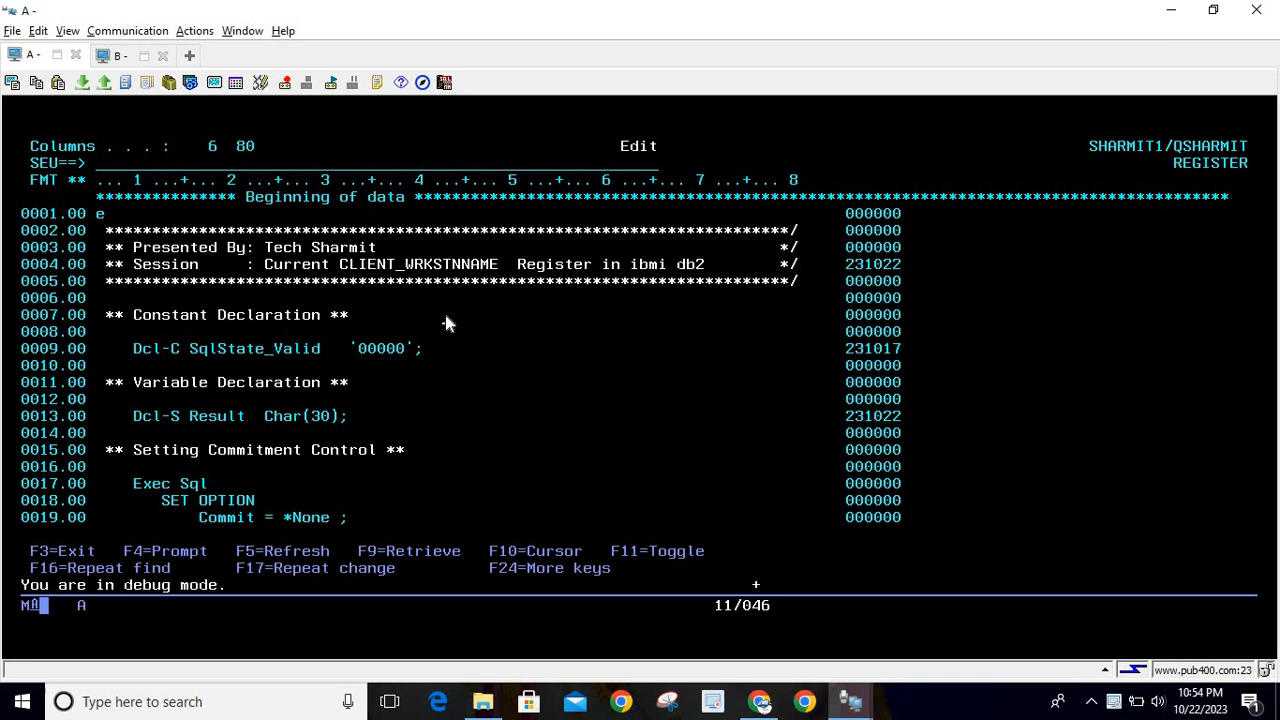 A -
File Edit View Communication Actions Window Help
A - B -
Columns . . . : 6 80 Edit SHARMIT1/QSHARMIT
SEU==> REGISTER
FMT ** ... 1 ...+... 2 ...+... 3 ...+... 4 ...+... 5 ...+... 6 ...+... 7 ...+... 8
*************** Beginning of data ***************************************************************************************
0001.00 e 000000
0002.00 *************************************************************************/ 000000
0003.00 ** Presented By: Tech Sharmit */ 000000
0004.00 ** Session : Current CLIENT_WRKSTNNAME Register in ibmi db2 */ 231022
0005.00 *************************************************************************/ 000000
0006.00 000000
0007.00 ** Constant Declaration ** 000000
0008.00 000000
0009.00 Dcl-C SqlState_Valid '00000'; 231017
0010.00 000000
0011.00 ** Variable Declaration ** 000000
0012.00 000000
0013.00 Dcl-S Result Char(30); 231022
0014.00 000000
0015.00 ** Setting Commitment Control ** 000000
0016.00 000000
0017.00 Exec Sql 000000
0018.00 SET OPTION 000000
0019.00 Commit = *None ; 000000
F3=Exit F4=Prompt F5=Refresh F9=Retrieve F10=Cursor F11=Toggle
F16=Repeat find F17=Repeat change F24=More keys
You are in debug mode. +
MA A 11/046
www.pub400.com:23
Type here to search
10:54 PM
10/22/2023